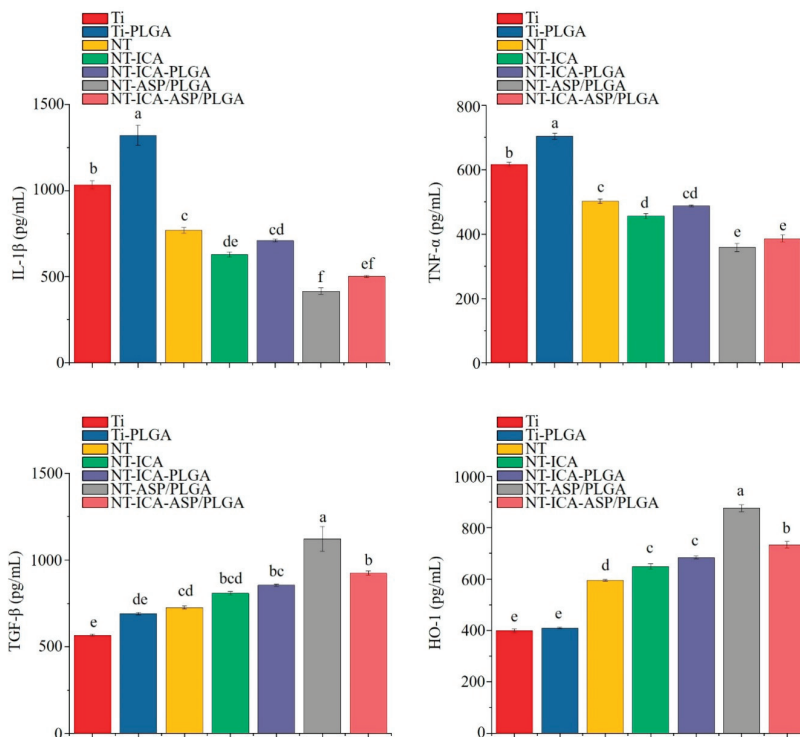 Ti
Ti-PLGA
NT
NT-ICA
NT-ICA-PLGA
NT-ASP/PLGA
NT-ICA-ASP/PLGA
1500
1000
500
0
IL-1β (pg/mL)
b
a
c
de
cd
f
ef
Ti
Ti-PLGA
NT
NT-ICA
NT-ICA-PLGA
NT-ASP/PLGA
NT-ICA-ASP/PLGA
800
600
400
200
0
TNF-α (pg/mL)
b
a
c
d
cd
e
e
Ti
Ti-PLGA
NT
NT-ICA
NT-ICA-PLGA
NT-ASP/PLGA
NT-ICA-ASP/PLGA
1500
1000
500
0
TGF-β (pg/mL)
e
de
cd
bcd
bc
a
b
Ti
Ti-PLGA
NT
NT-ICA
NT-ICA-PLGA
NT-ASP/PLGA
NT-ICA-ASP/PLGA
1000
800
600
400
200
0
HO-1 (pg/mL)
e
e
d
c
c
a
b